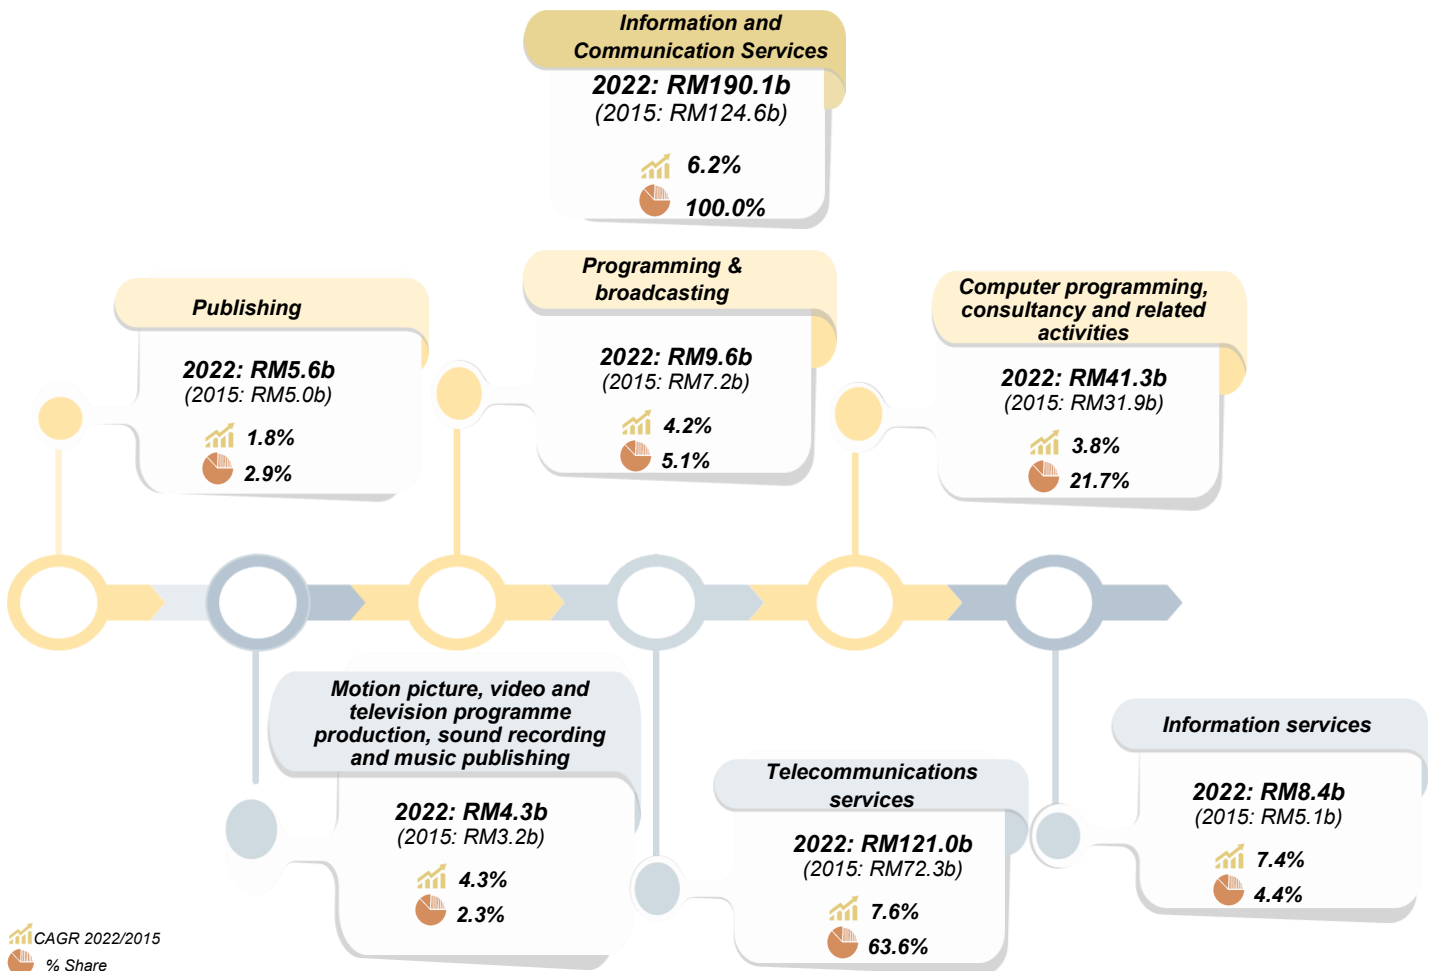 Information and
Communication Services
2022: RM190.1b
(2015: RM124.6b)
6.2%
100.0%
Publishing
2022: RM5.6b
(2015: RM5.0b)
1.8%
2.9%
Programming &
broadcasting
2022: RM9.6b
(2015: RM7.2b)
4.2%
5.1%
Computer programming,
consultancy and related
activities
2022: RM41.3b
(2015: RM31.9b)
3.8%
21.7%
Motion picture, video and
television programme
production, sound recording
and music publishing
2022: RM4.3b
(2015: RM3.2b)
4.3%
2.3%
Telecommunications
services
2022: RM121.0b
(2015: RM72.3b)
7.6%
63.6%
Information services
2022: RM8.4b
(2015: RM5.1b)
7.4%
4.4%
CAGR 2022/2015
% Share